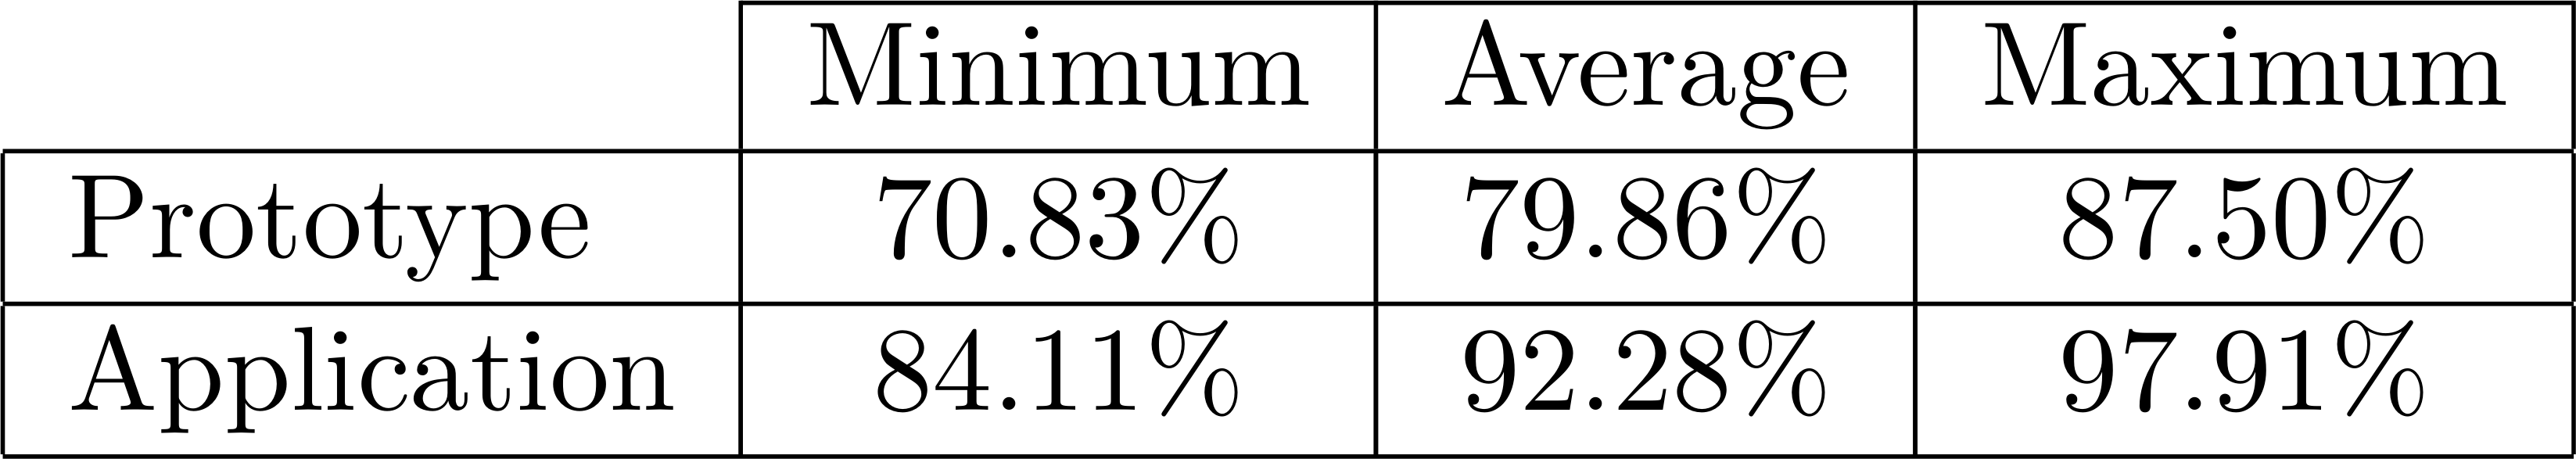 Minimum Average Maximum
Prototype 70.83% 79.86% 87.50%
Application 84.11% 92.28% 97.91%